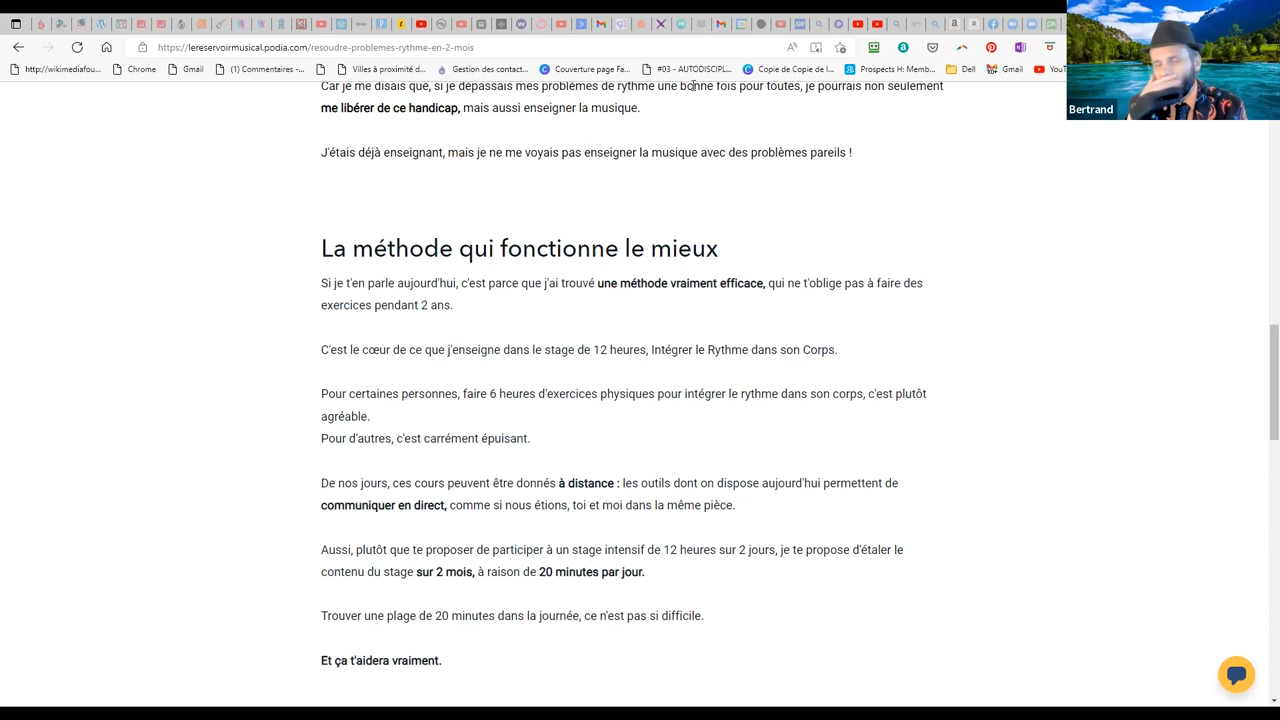 https://lereservoirmusical.podia.com/resoudre-problemes-rythme-en-2-mois
http://wikimediafou... Chrome Gmail (1) Commentaires -... Villes à proximité d... Gestion des contact... Couverture page Fa... #03 - AUTODISCIPL... Copie de Copie de l... Prospects H: Memb... Dell Gmail YouT
Bertrand
Car je me disais que, si je dépassais mes problèmes de rythme une bonne fois pour toutes, je pourrais non seulement
me libérer de ce handicap, mais aussi enseigner la musique.
J'étais déjà enseignant, mais je ne me voyais pas enseigner la musique avec des problèmes pareils !
La méthode qui fonctionne le mieux
Si je t'en parle aujourd'hui, c'est parce que j'ai trouvé une méthode vraiment efficace, qui ne t'oblige pas à faire des
exercices pendant 2 ans.
C'est le cœur de ce que j'enseigne dans le stage de 12 heures, Intégrer le Rythme dans son Corps.
Pour certaines personnes, faire 6 heures d'exercices physiques pour intégrer le rythme dans son corps, c'est plutôt
agréable.
Pour d'autres, c'est carrément épuisant.
De nos jours, ces cours peuvent être donnés à distance : les outils dont on dispose aujourd'hui permettent de
communiquer en direct, comme si nous étions, toi et moi dans la même pièce.
Aussi, plutôt que te proposer de participer à un stage intensif de 12 heures sur 2 jours, je te propose d'étaler le
contenu du stage sur 2 mois, à raison de 20 minutes par jour.
Trouver une plage de 20 minutes dans la journée, ce n'est pas si difficile.
Et ça t'aidera vraiment.